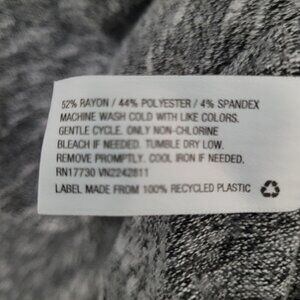 52% RAYON / 44% POLYESTER / 4% SPANDEX
MACHINE WASH COLD WITH LIKE COLORS.
GENTLE CYCLE. ONLY NON-CHLORINE
BLEACH IF NEEDED. TUMBLE DRY LOW.
REMOVE PROMPTLY. COOL IRON IF NEEDED.
RN17730 VN2242811
LABEL MADE FROM 100% RECYCLED PLASTIC